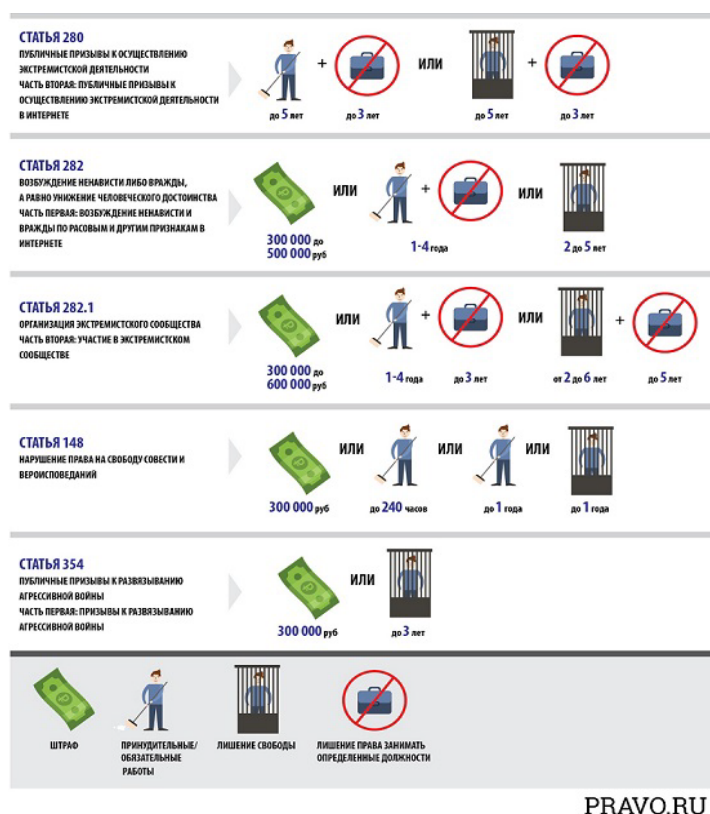 СТАТЬЯ 280
ПУБЛИЧНЫЕ ПРИЗЫВЫ К ОСУЩЕСТВЛЕНИЮ
ЭКСТРЕМИСТСКОЙ ДЕЯТЕЛЬНОСТИ
ЧАСТЬ ВТОРАЯ: ПУБЛИЧНЫЕ ПРИЗЫВЫ К
ОСУЩЕСТВЛЕНИЮ ЭКСТРЕМИСТСКОЙ ДЕЯТЕЛЬНОСТИ
В ИНТЕРНЕТЕ
+ ИЛИ +
до 5 лет до 3 лет до 5 лет до 3 лет
СТАТЬЯ 282
ВОЗБУЖДЕНИЕ НЕНАВИСТИ ЛИБО ВРАЖДЫ,
А РАВНО УНИЖЕНИЕ ЧЕЛОВЕЧЕСКОГО ДОСТОИНСТВА
ЧАСТЬ ПЕРВАЯ: ВОЗБУЖДЕНИЕ НЕНАВИСТИ И
ВРАЖДЫ ПО РАСОВЫМ И ДРУГИМ ПРИЗНАКАМ В
ИНТЕРНЕТЕ
ИЛИ + ИЛИ
300 000 до
500 000 руб
1-4 года 2 до 5 лет
СТАТЬЯ 282.1
ОРГАНИЗАЦИЯ ЭКСТРЕМИСТСКОГО СООБЩЕСТВА
ЧАСТЬ ВТОРАЯ: УЧАСТИЕ В ЭКСТРЕМИСТСКОМ
СООБЩЕСТВЕ
ИЛИ + ИЛИ +
300 000 до
600 000 руб
1-4 года до 3 лет от 2 до 6 лет до 5 лет
СТАТЬЯ 148
НАРУШЕНИЕ ПРАВА НА СВОБОДУ СОВЕСТИ И
ВЕРОИСПОВЕДАНИЙ
ИЛИ ИЛИ ИЛИ
300 000 руб до 240 часов до 1 года до 1 года
СТАТЬЯ 354
ПУБЛИЧНЫЕ ПРИЗЫВЫ К РАЗВЯЗЫВАНИЮ
АГРЕССИВНОЙ ВОЙНЫ
ЧАСТЬ ПЕРВАЯ: ПРИЗЫВЫ К РАЗВЯЗЫВАНИЮ
АГРЕССИВНОЙ ВОЙНЫ
ИЛИ
300 000 руб до 3 лет
ШТРАФ
ПРИНУДИТЕЛЬНЫЕ/
ОБЯЗАТЕЛЬНЫЕ
РАБОТЫ
ЛИШЕНИЕ СВОБОДЫ
ЛИШЕНИЕ ПРАВА ЗАНИМАТЬ
ОПРЕДЕЛЕННЫЕ ДОЛЖНОСТИ
PRAVO.RU